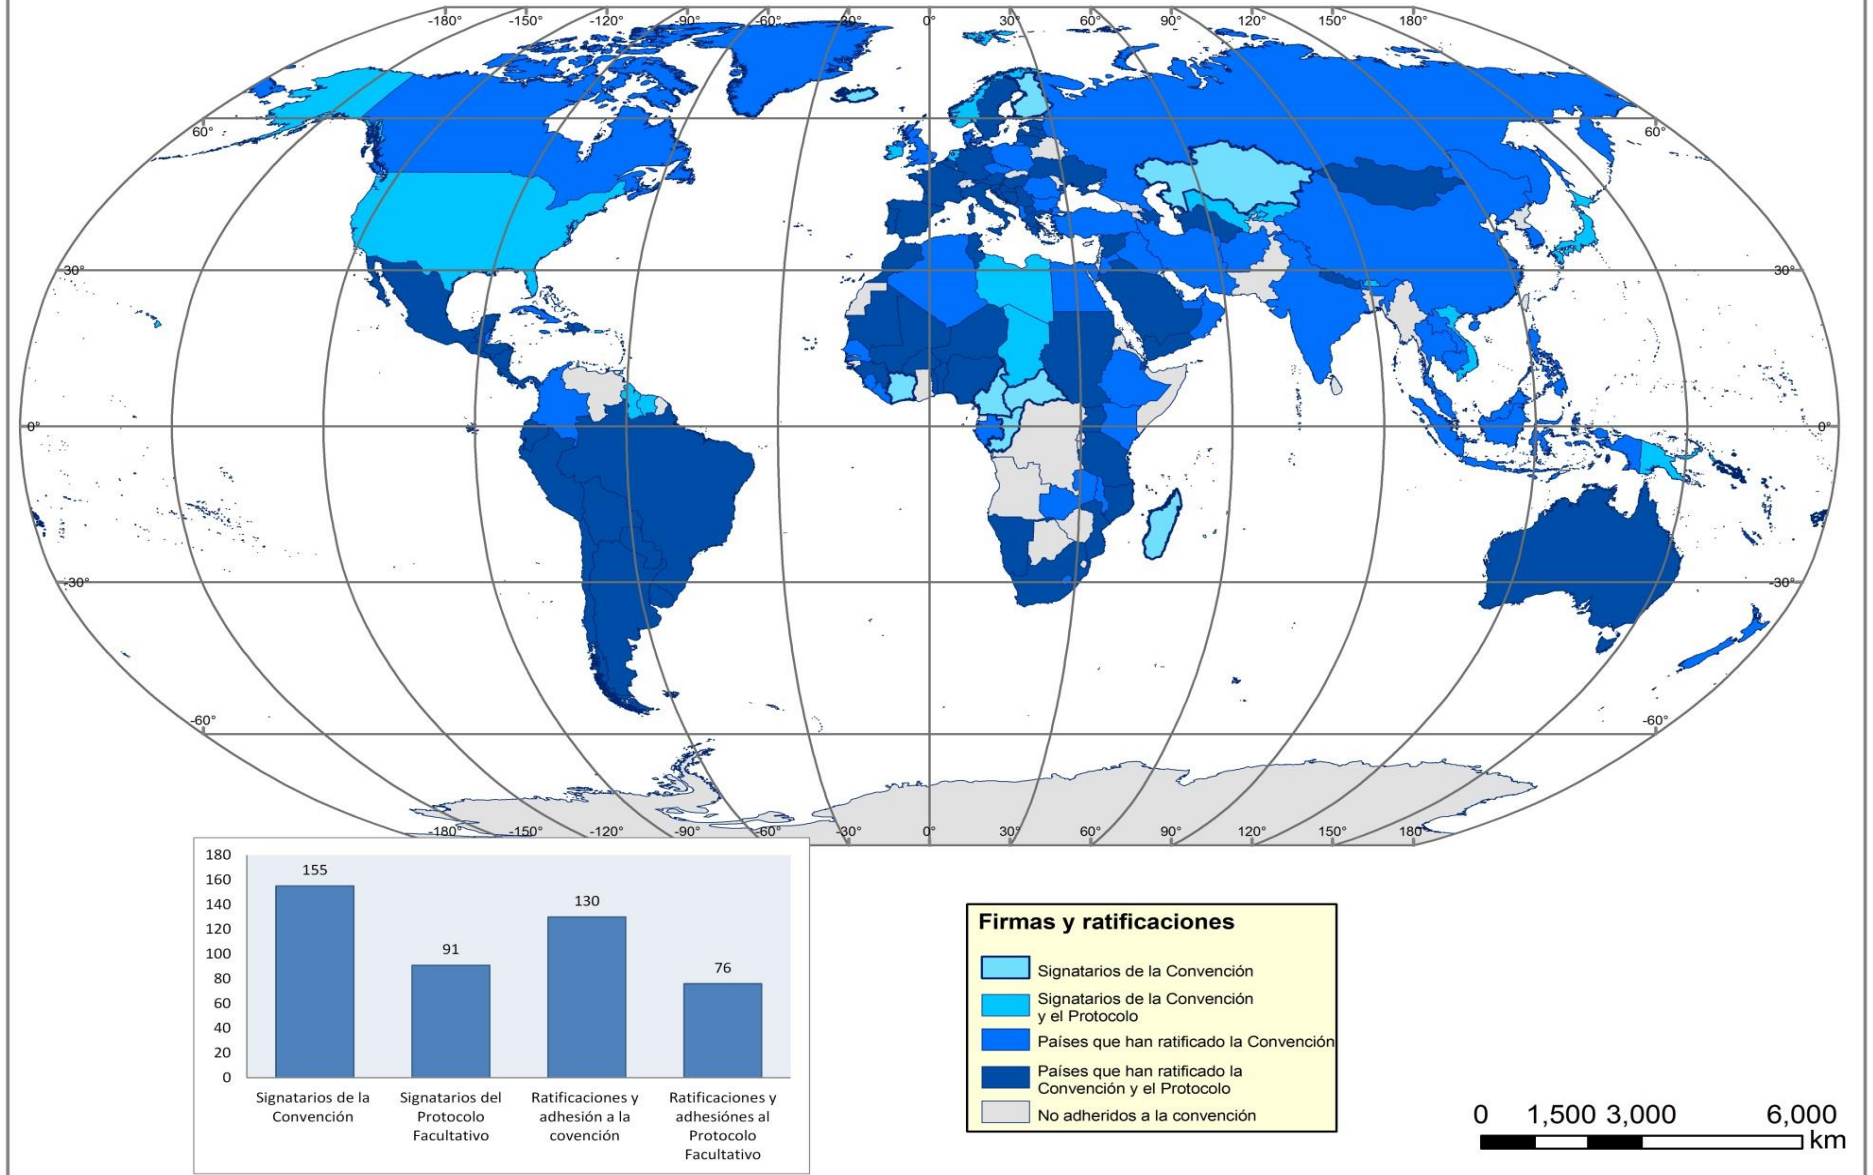 -180° -150° -120° -90° -60° -30° 0° 30° 60° 90° 120° 150° 180°
60° 60°
30° 30°
0° 0°
-30° -30°
-60° -60°
-180° -150° -120° -90° -60° -30° 0° 30° 60° 90° 120° 150° 180°
180
160
140
120
100
80
60
40
20
0
155
91
130
76
Signatarios de la
Convención
Signatarios del
Protocolo
Facultativo
Ratificaciones y
adhesión a la
covención
Ratificaciones y
adhesiónes al
Protocolo
Facultativo
Firmas y ratificaciones
Signatarios de la Convención
Signatarios de la Convención
y el Protocolo
Países que han ratificado la Convención
Países que han ratificado la
Convención y el Protocolo
No adheridos a la convención
0 1,500 3,000 6,000
km